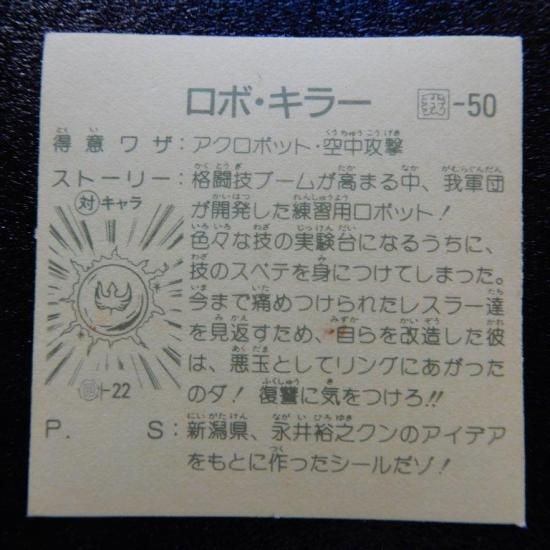 ロボ・キラー -50
得意ワザ:アクロボット・空中攻撃
ストーリー:格闘技ブームが高まる中、我軍団
が開発した練習用ロボット!
対キャラ
色々な技の実験台になるうちに、
技のスベテを身につけてしまった。
今まで痛めつけられたレスラー達
を見返すため、自らを改造した彼
は、悪玉としてリングにあがった
のダ! 復讐に気をつけろ!!
-22
P. S:新潟県、永井裕之クンのアイデア
をもとに作ったシールだゾ!